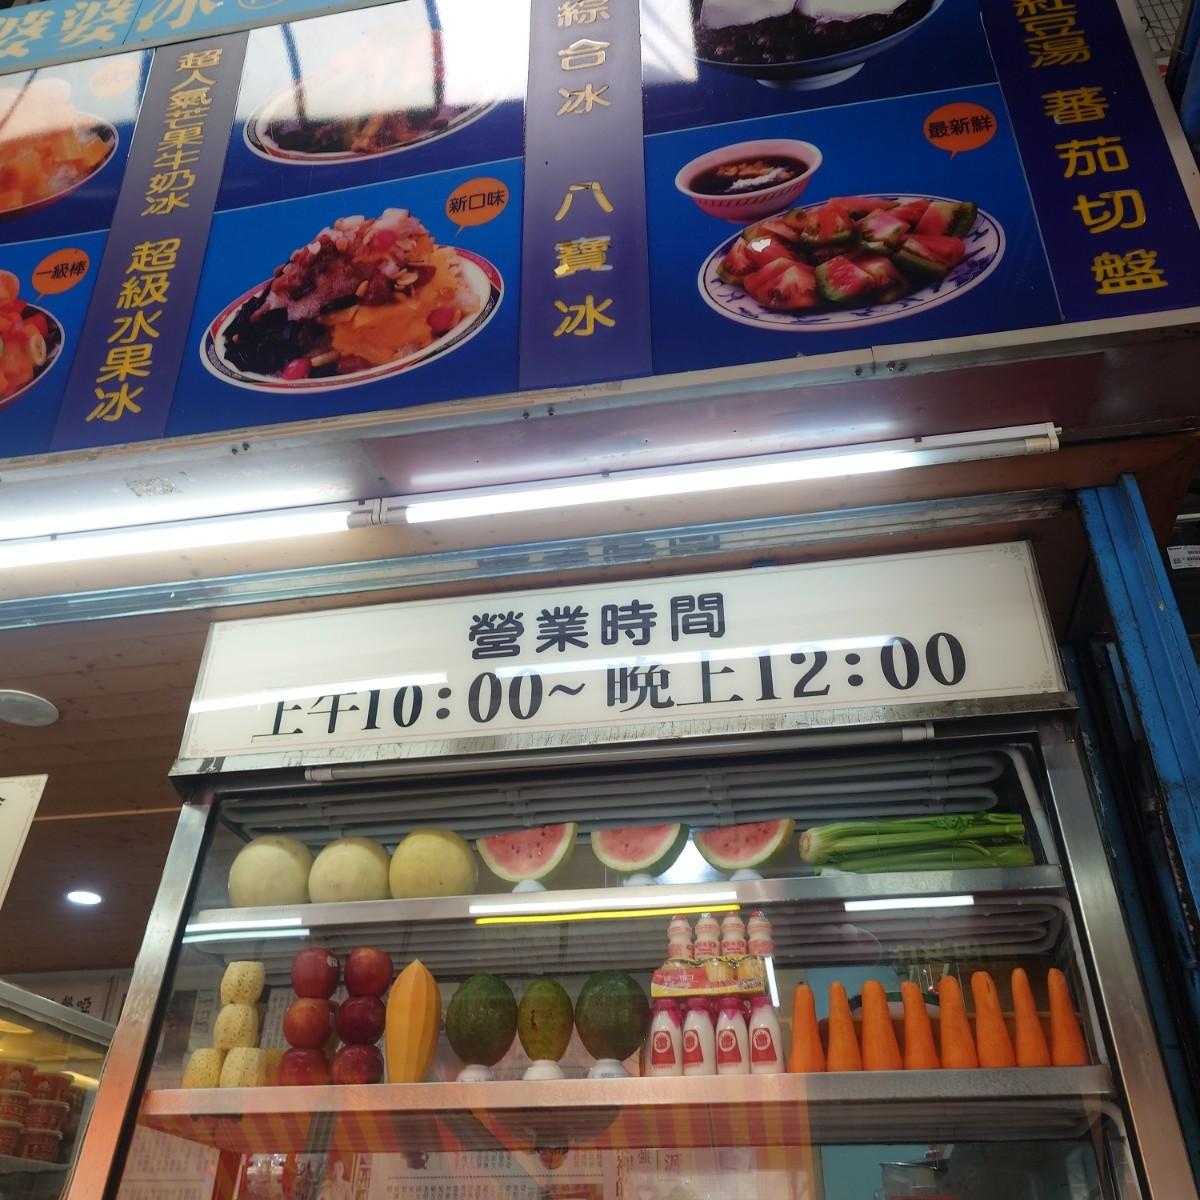 婆婆冰
超人氣芒果牛奶冰 超級水果冰
一級棒
綜合冰 八寶冰
新口味
紅豆湯 蕃茄切盤
最新鮮
營業時間
上午10:00~晚上12:00